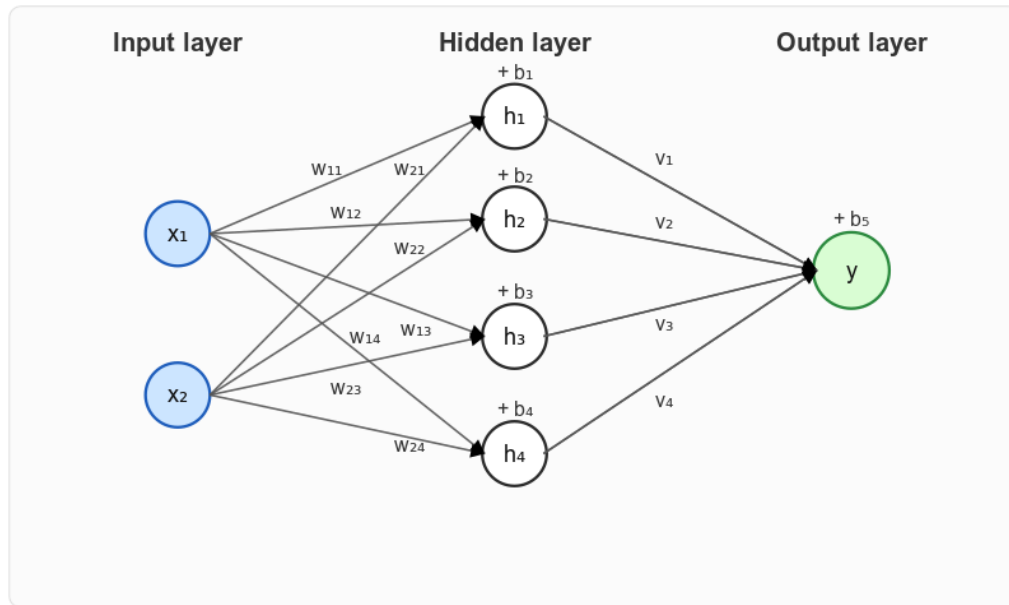 Input layer
Hidden layer
Output layer
+ b₁
h₁
w₁₁
w₂₁
v₁
+ b₂
w₁₂
h₂
v₂
+ b₅
x₁
w₂₂
y
+ b₃
w₁₄
w₁₃
h₃
v₃
x₂
w₂₃
+ b₄
v₄
w₂₄
h₄